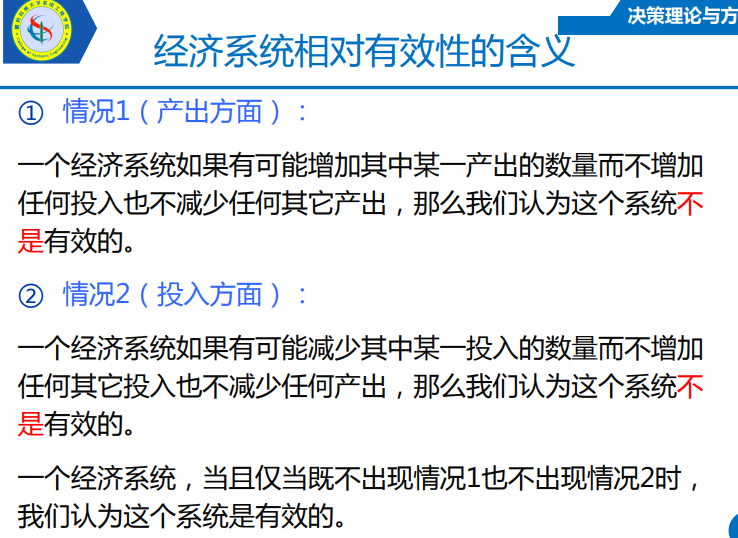 决策理论与方
经济系统相对有效性的含义
① 情况1（产出方面）：
一个经济系统如果有可能增加其中某一产出的数量而不增加
任何投入也不减少任何其它产出，那么我们认为这个系统不
是有效的。
② 情况2（投入方面）：
一个经济系统如果有可能减少其中某一投入的数量而不增加
任何其它投入也不减少任何产出，那么我们认为这个系统不
是有效的。
一个经济系统，当且仅当既不出现情况1也不出现情况2时，
我们认为这个系统是有效的。